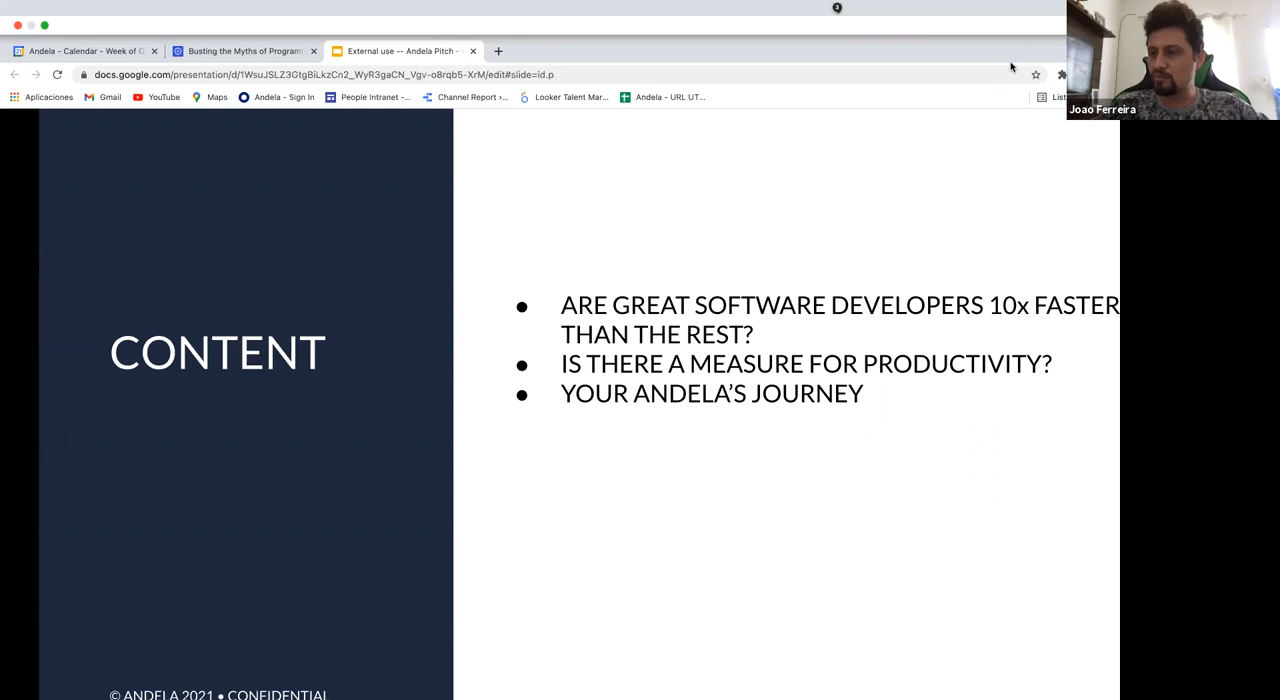 Andela - Calendar - Week of O
Busting the Myths of Programm
External use -- Andela Pitch -
docs.google.com/presentation/d/1WsuJSLZ3GtgBiLkzCn2_WyR3gaCN_Vgv-o8rqb5-XrM/edit#slide=id.p
Aplicaciones
Gmail
YouTube
Maps
Andela - Sign In
People Intranet -...
Channel Report ›...
Looker Talent Mar...
Andela - URL UT...
Joao Ferreira
CONTENT
● ARE GREAT SOFTWARE DEVELOPERS 10x FASTER
THAN THE REST?
● IS THERE A MEASURE FOR PRODUCTIVITY?
● YOUR ANDELA’S JOURNEY
© ANDELA 2021 • CONFIDENTIAL